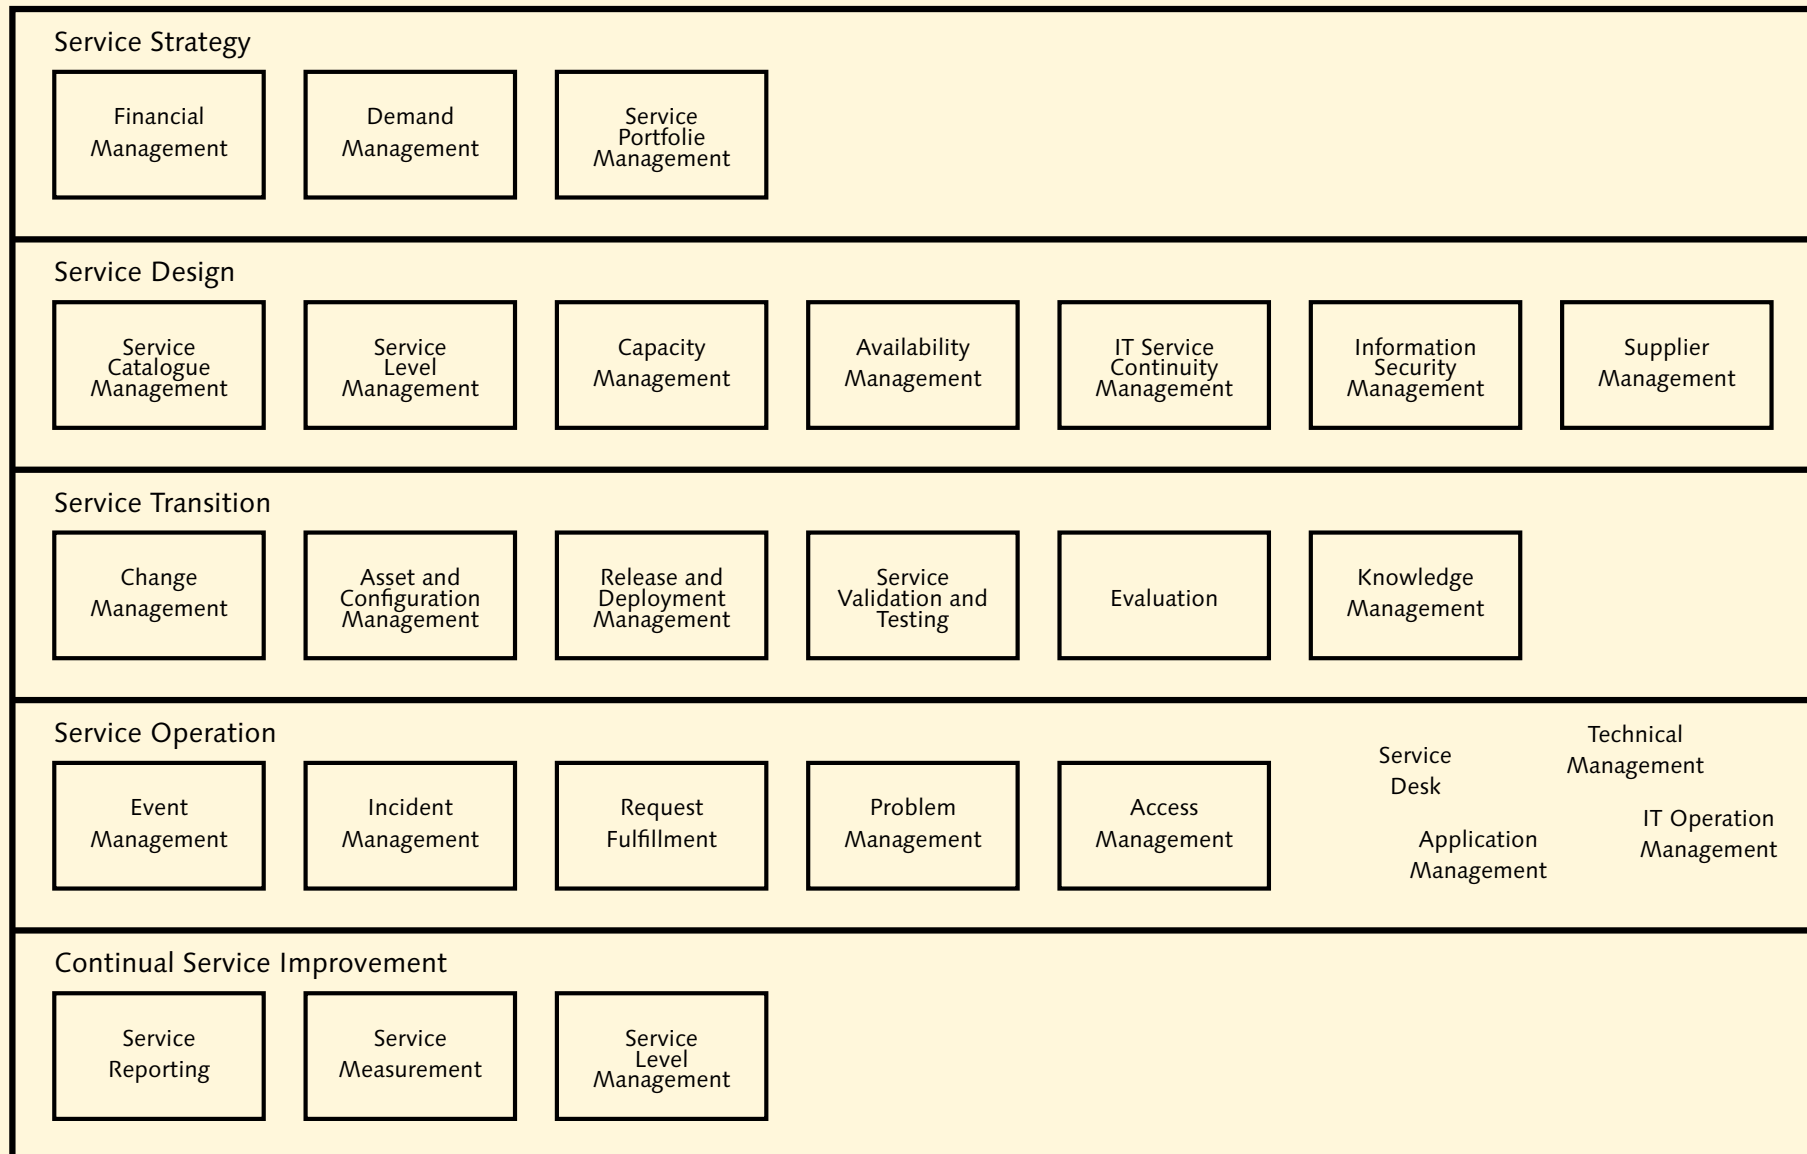 Service Strategy
Financial
Management
Demand
Management
Service
Portfolie
Management
Service Design
Service
Catalogue
Management
Service
Level
Management
Capacity
Management
Availability
Management
IT Service
Continuity
Management
Information
Security
Management
Supplier
Management
Service Transition
Change
Management
Asset and
Configuration
Management
Release and
Deployment
Management
Service
Validation and
Testing
Evaluation
Knowledge
Management
Service Operation
Event
Management
Incident
Management
Request
Fulfillment
Problem
Management
Access
Management
Service
Desk
Technical
Management
Application
Management
IT Operation
Management
Continual Service Improvement
Service
Reporting
Service
Measurement
Service
Level
Management